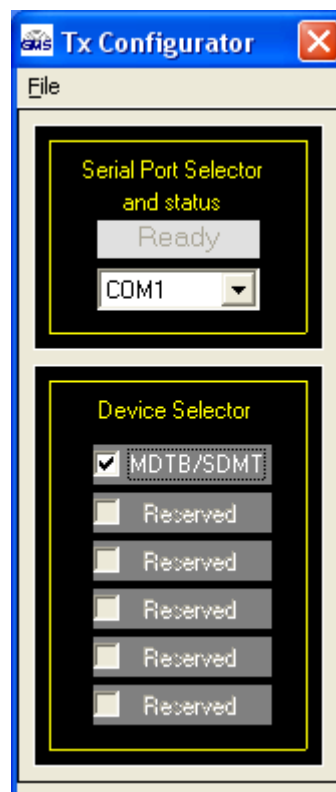 GMS Tx Configurator
File
Serial Port Selector
and status
Ready
COM1
Device Selector
MDTB/SDMT
Reserved
Reserved
Reserved
Reserved
Reserved